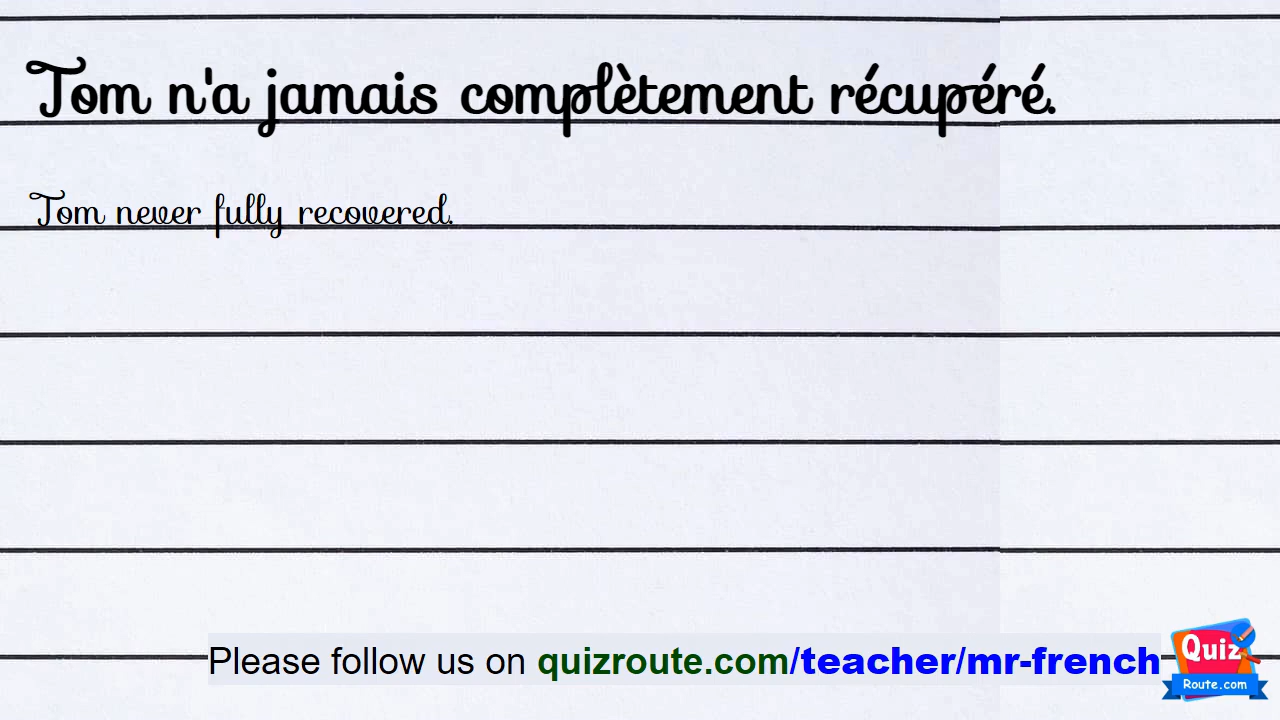 Tom n'a jamais complètement récupéré.
Tom never fully recovered.
Please follow us on quizroute.com/teacher/mr-french
Quiz
Route.com